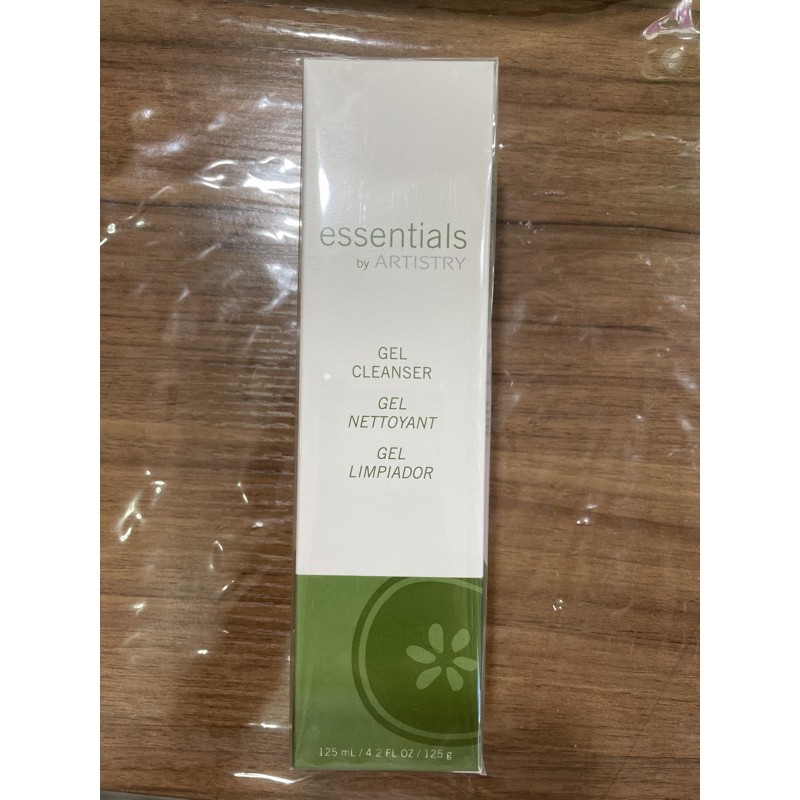 essentials
by ARTISTRY
GEL
CLEANSER
GEL
NETTOYANT
GEL
LIMPIADOR
125 mL / 4.2 FL OZ / 125 g